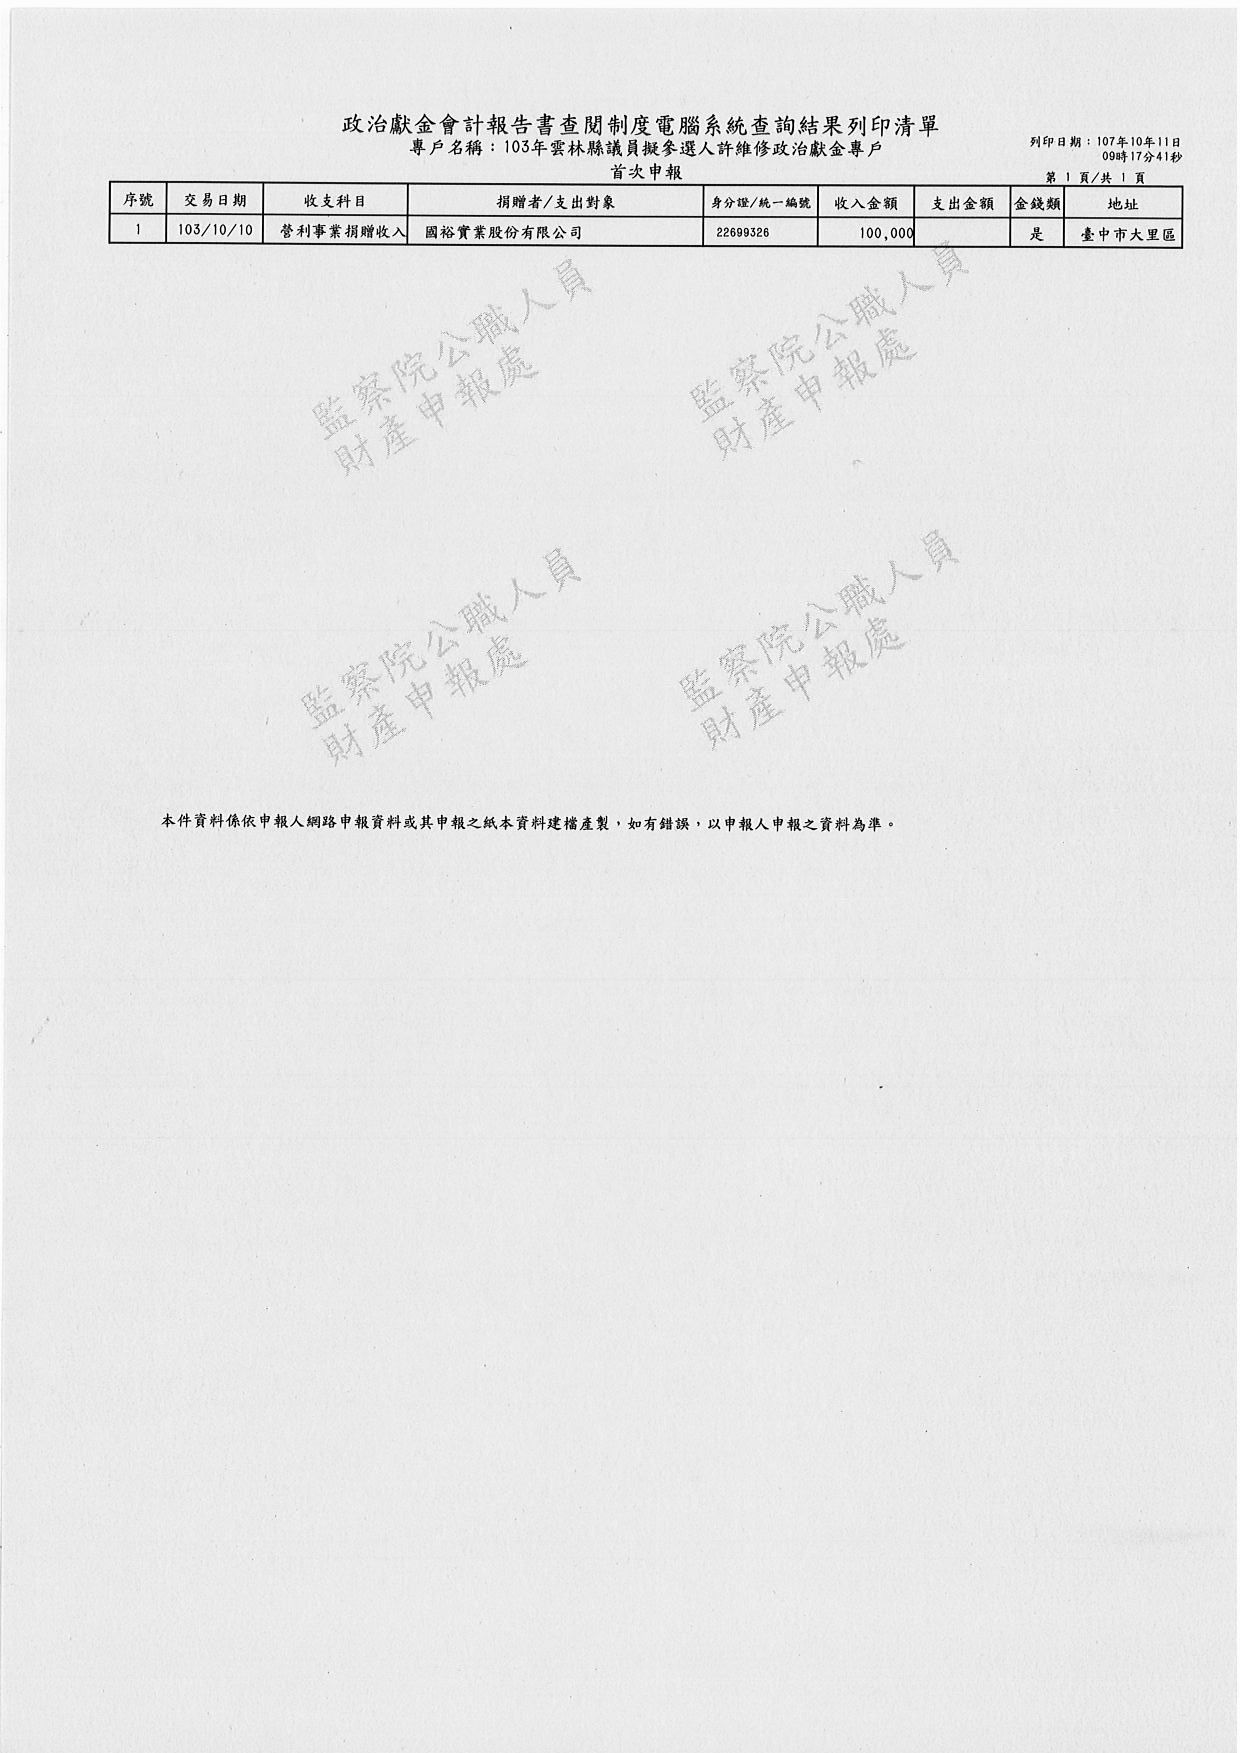 政治獻金會計報告書查閱制度電腦系統查詢結果列印清單
專戶名稱：103年雲林縣議員擬參選人許維修政治獻金專戶
首次申報
列印日期：107年10年11日
09時17分41秒
第 1 頁/共 1 頁
序號 交易日期 收支科目 捐贈者/支出對象 身分證/統一編號 收入金額 支出金額 金錢類 地址
1 103/10/10 營利事業捐贈收入 國裕實業股份有限公司 22699326 100,000 是 臺中市大里區
監察院公職人員
財產申報處
監察院公職人員
財產申報處
監察院公職人員
財產申報處
監察院公職人員
財產申報處
本件資料係依申報人網路申報資料或其申報之紙本資料建檔產製，如有錯誤，以申報人申報之資料為準。